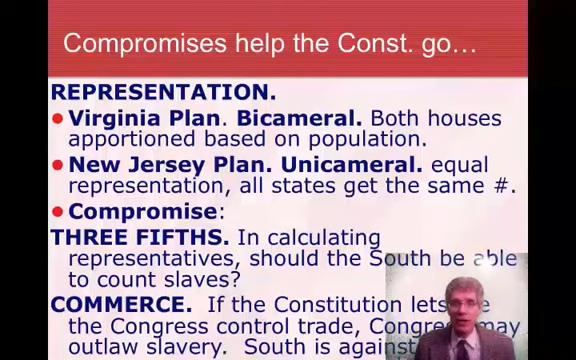 Compromises help the Const. go…
REPRESENTATION.
Virginia Plan. Bicameral. Both houses
apportioned based on population.
New Jersey Plan. Unicameral. equal
representation, all states get the same #.
Compromise:
THREE FIFTHS. In calculating
representatives, should the South be able
to count slaves?
COMMERCE. If the Constitution lets
the Congress control trade, Congress may
outlaw slavery. South is against